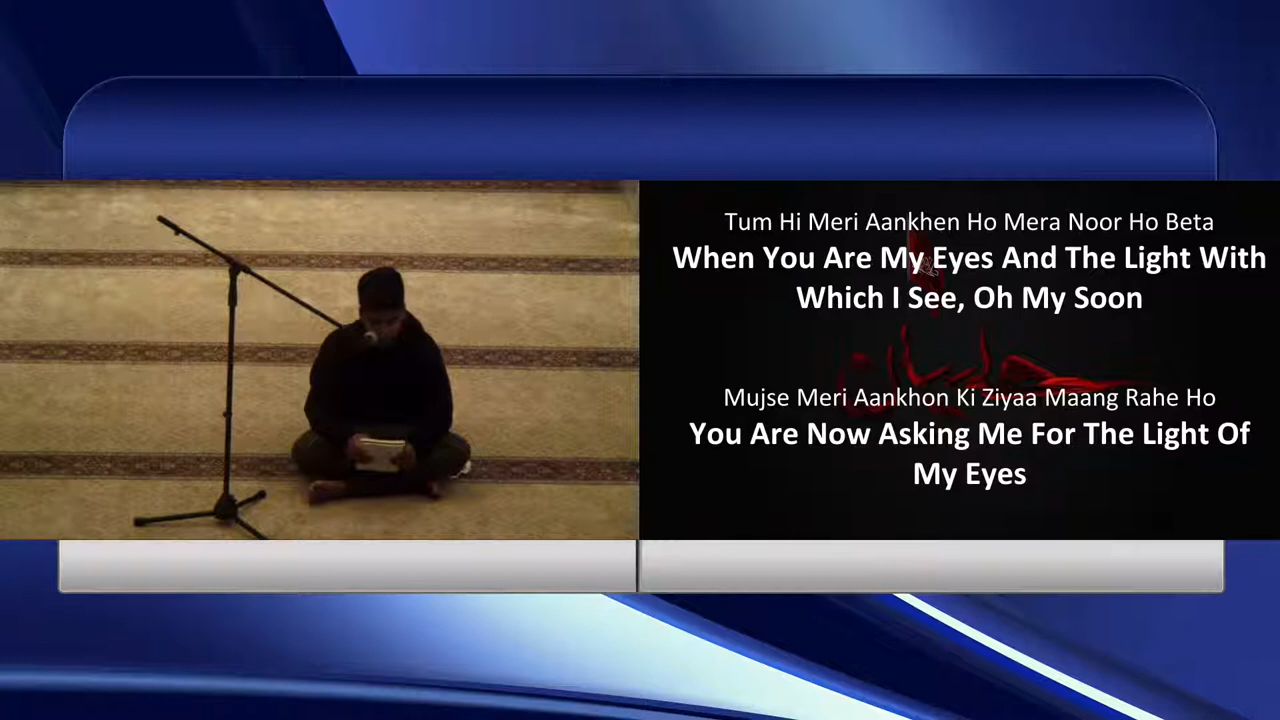 Tum Hi Meri Aankhen Ho Mera Noor Ho Beta
When You Are My Eyes And The Light With
Which I See, Oh My Soon
Mujse Meri Aankhon Ki Ziyaa Maang Rahe Ho
You Are Now Asking Me For The Light Of
My Eyes